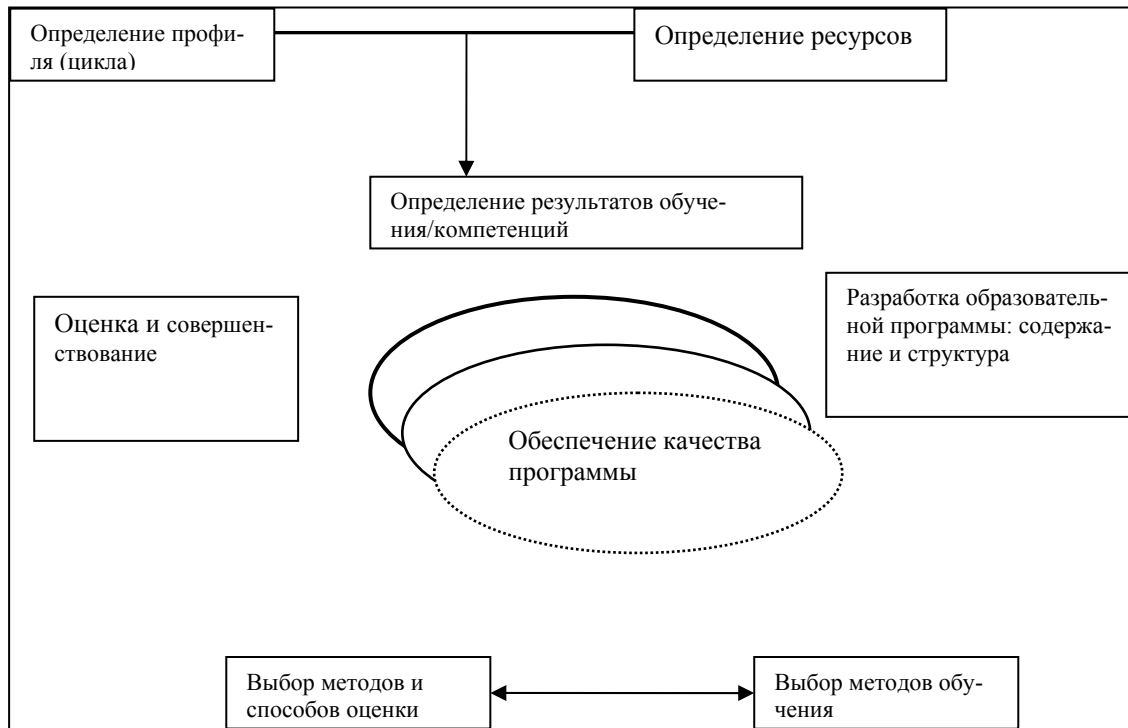 Определение профи-
ля (цикла)
Определение ресурсов
Определение результатов обуче-
ния/компетенций
Оценка и совершен-
ствование
Разработка образователь-
ной программы: содержа-
ние и структура
Обеспечение качества
программы
Выбор методов и
способов оценки
Выбор методов обу-
чения